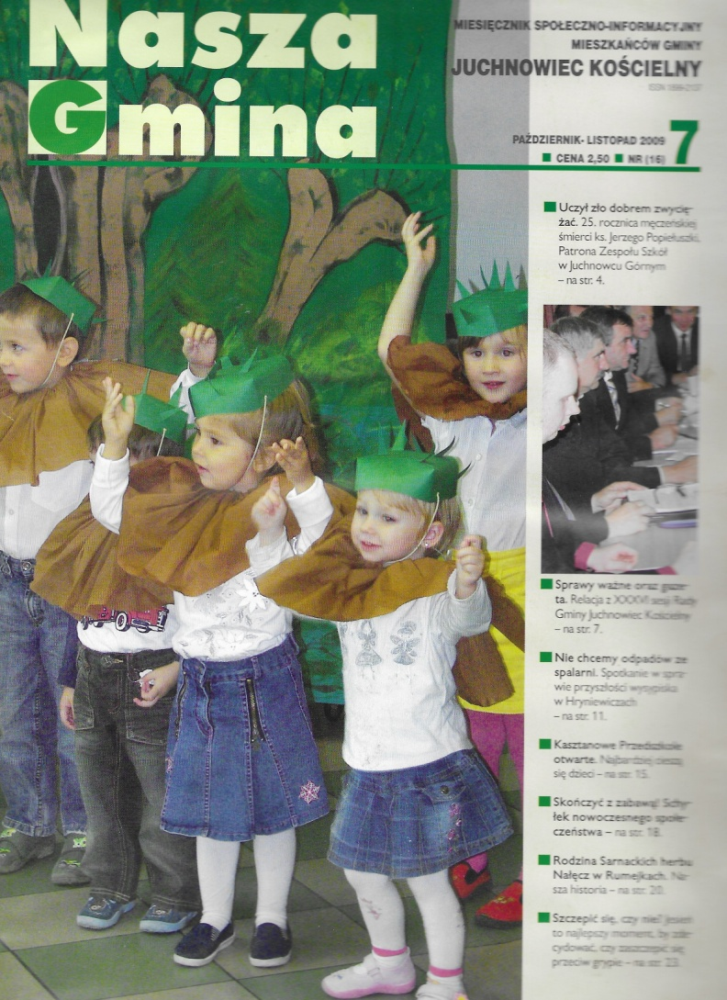 Nasza
Gmina
MIESIĘCZNIK SPOŁECZNO-INFORMACYJNY
MIESZKAŃCÓW GMINY
JUCHNOWIEC KOŚCIELNY
PAŹDZIERNIK- LISTOPAD 2009 7
CENA 2,50 NR (16)
Uczył zło dobrem zwycię-
żać. 25. rocznica męczeńskiej
śmierci ks. Jerzego Popiełuszki,
Patrona Zespołu Szkół
w Juchnowcu Górnym
– na str. 4.
Sprawy ważne oraz gaze-
ta. Relacja z XXXVI sesji Rady
Gminy Juchnowiec Kościelny
– na str. 7.
Nie chcemy odpadów ze
spalarni. Spotkanie w spra-
wie przyszłości wysypiska
w Hryniewiczach
– na str. 11.
Kasztanowe Przedszkole
otwarte. Najbardziej cieszą
się dzieci – na str. 15.
Skończyć z zabawą! Schy-
łek nowoczesnego społe-
czeństwa – na str. 18.
Rodzina Sarnackich herbu
Nałęcz w Rumejkach. Na-
sza historia – na str. 20.
Szczepić się, czy nie? Jesień
to najlepszy moment, by zde-
cydować, czy zaszczepić się
przeciw grypie – na str. 23.